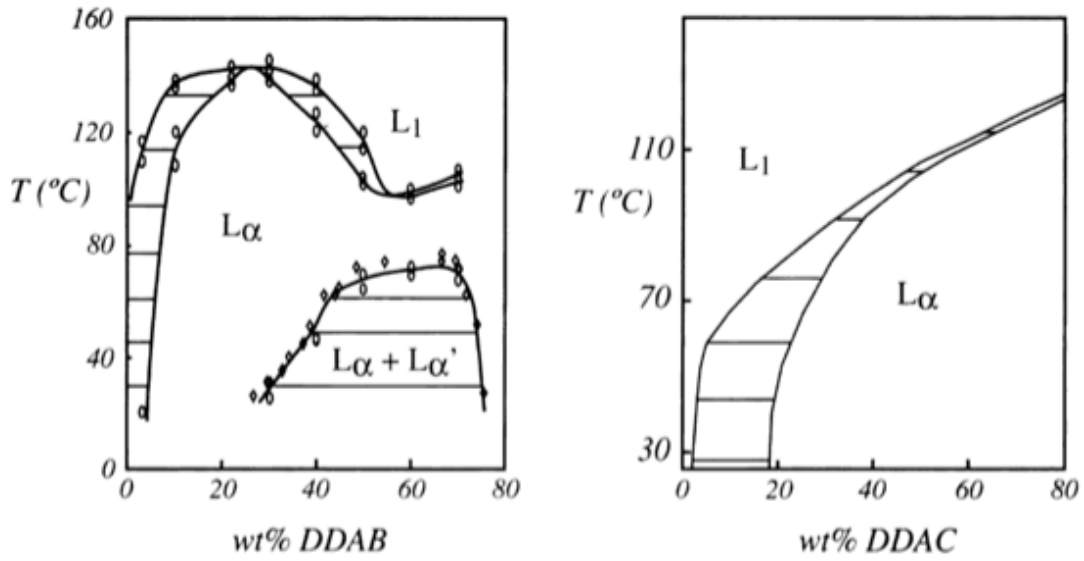 160
120
80
40
0
T (ºC)
L1
Lα
Lα + Lα’
0 20 40 60 80
wt% DDAB
110
70
30
T (ºC)
L1
Lα
0 20 40 60 80
wt% DDAC